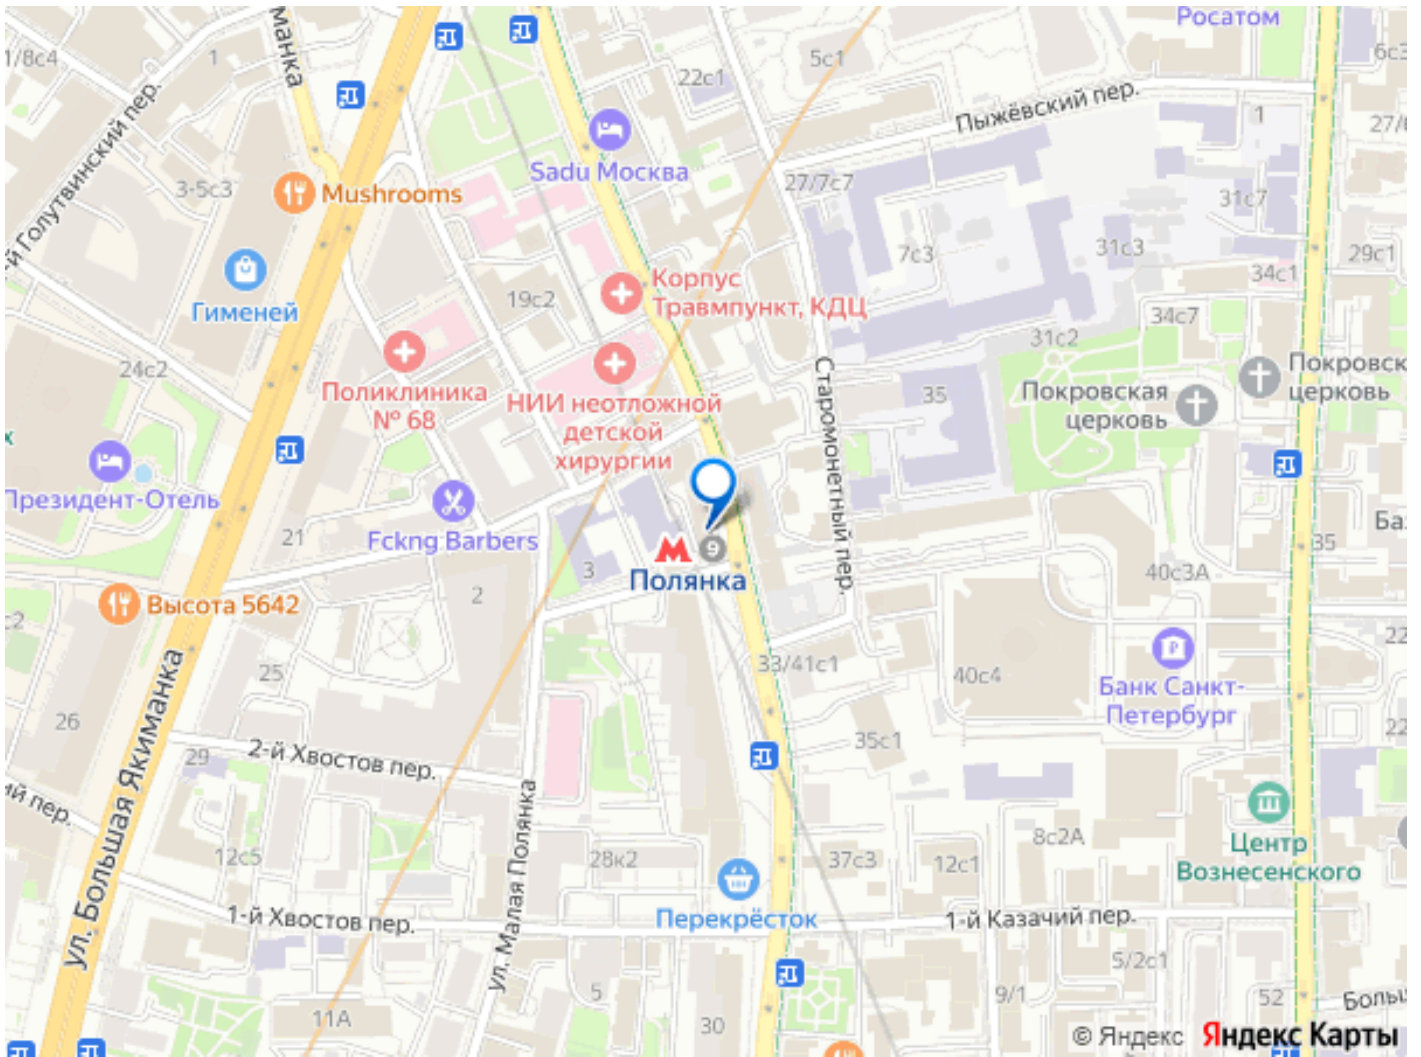 Росатом
манка
1/8с4
1
5с1
6с3
22с1
Пыжёвский пер.
1
27/6
-й Голутвинский пер.
3-5с3
Mushrooms
Sadu Москва
27/7с7
31с7
7с3
31с3
29с1
34с1
Гименей
19с2
Корпус
Травмпункт, КДЦ
34с7
31с2
24с2
Поликлиника
№ 68
НИИ неотложной
детской
хирургии
Старомонетный пер.
35
Покровская
церковь
Покровск
церковь
х
Президент-Отель
Fckng Barbers
21
Ба
35
9
Полянка
3
2
40с3А
Высота 5642
-с2
22
25
33/41с1
40с4
Банк Санкт-
Петербург
26
ул. Большая Якиманка
29
2-й Хвостов пер.
35с1
22
ий пер.
ул. Малая Полянка
12с5
28к2
37с3
12с1
8с2А
Центр
Вознесенского
Перекрёсток
1-й Хвостов пер.
1-й Казачий пер.
5/2с1
5
9/1
52
Больш
11А
30
© Яндекс Яндекс Карты